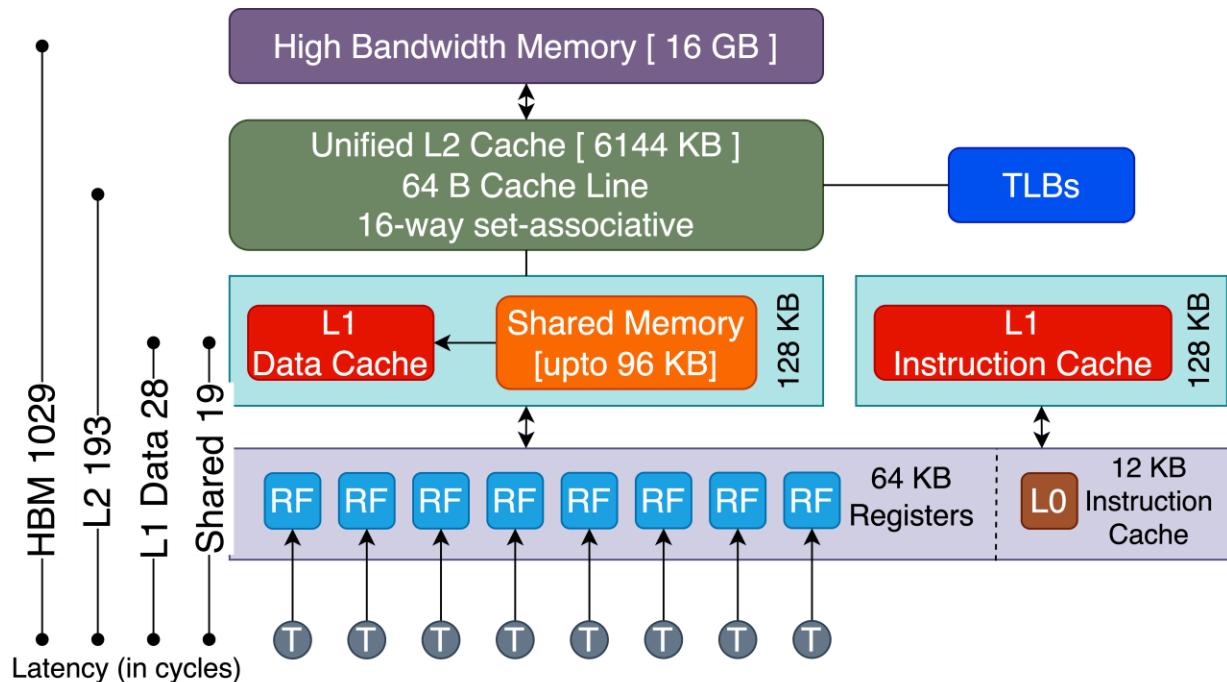 High Bandwidth Memory [ 16 GB ]
Unified L2 Cache [ 6144 KB ]
64 B Cache Line
16-way set-associative
TLBs
L1
Data Cache
Shared Memory
[upto 96 KB]
128 KB
L1
Instruction Cache
128 KB
HBM 1029
L2 193
L1 Data 28
Shared 19
RF
RF
RF
RF
RF
RF
RF
RF
64 KB
Registers
L0
12 KB
Instruction
Cache
T
T
T
T
T
T
T
T
Latency (in cycles)